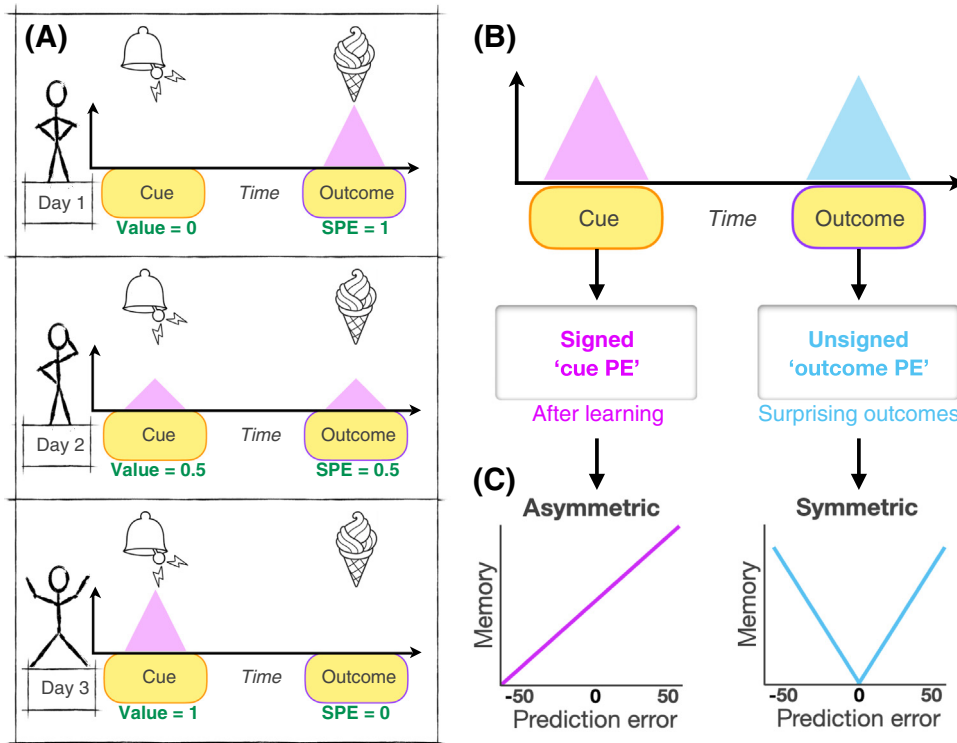 (A)
Day 1
Cue
Time
Outcome
Value = 0
SPE = 1
Day 2
Cue
Time
Outcome
Value = 0.5
SPE = 0.5
Day 3
Cue
Time
Outcome
Value = 1
SPE = 0
(B)
Cue
Time
Outcome
Signed
'cue PE'
After learning
Unsigned
'outcome PE'
Surprising outcomes
(C)
Asymmetric
Memory
-50 0 50
Prediction error
Symmetric
Memory
-50 0 50
Prediction error